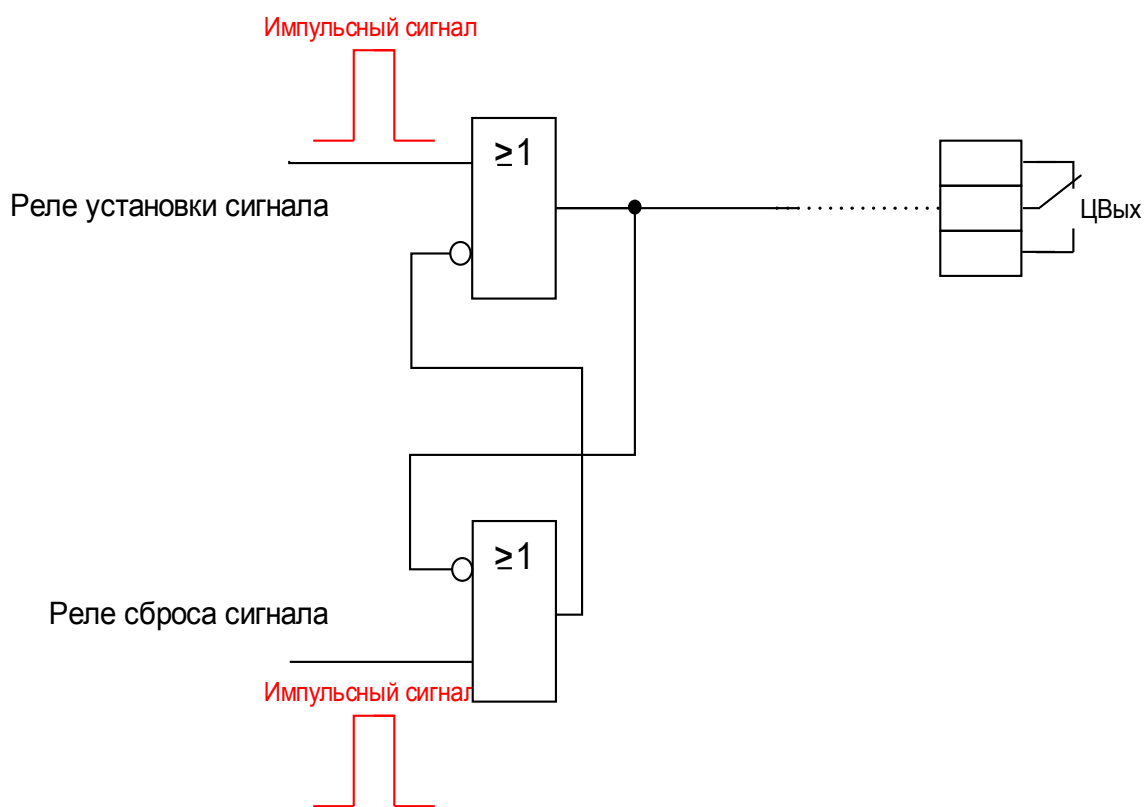 Импульсный сигнал
≥1
Реле установки сигнала
ЦВых
≥1
Реле сброса сигнала
Импульсный сигнал